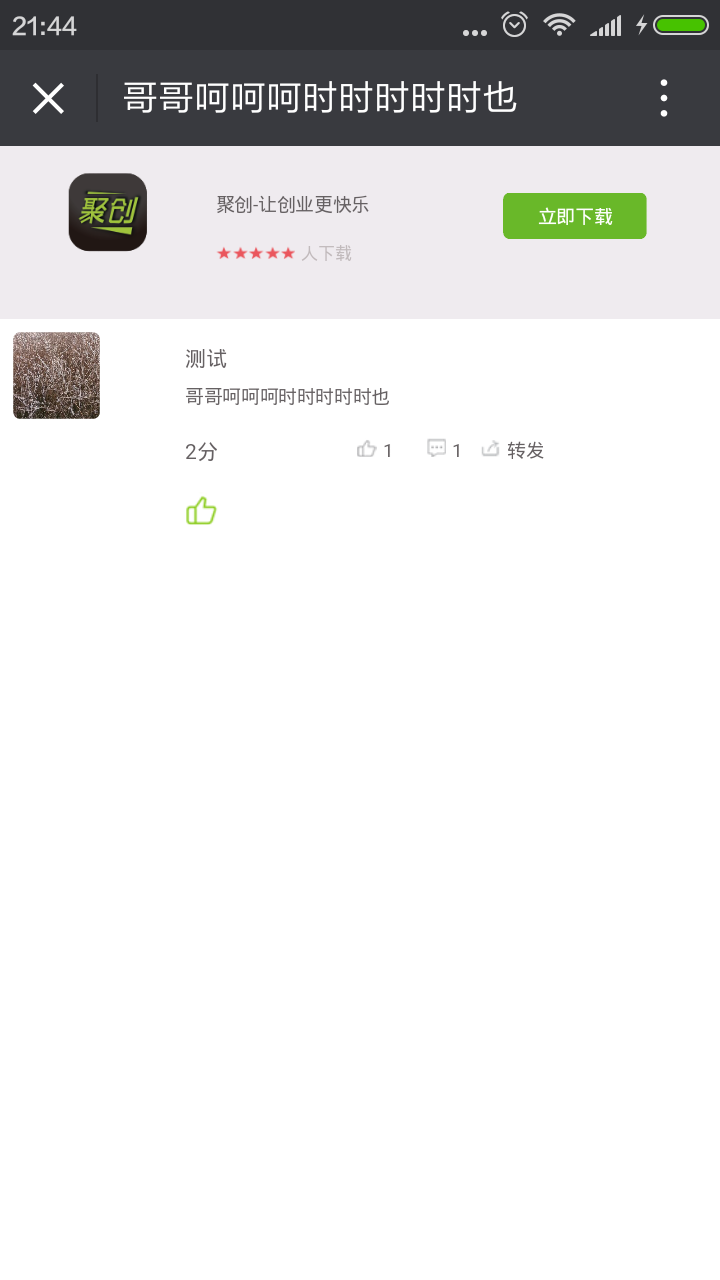 21:44
哥哥呵呵呵时时时时时也
聚创
聚创-让创业更快乐
立即下载
★★★★★ 人下载
测试
哥哥呵呵呵时时时时时也
2分 1 1 转发